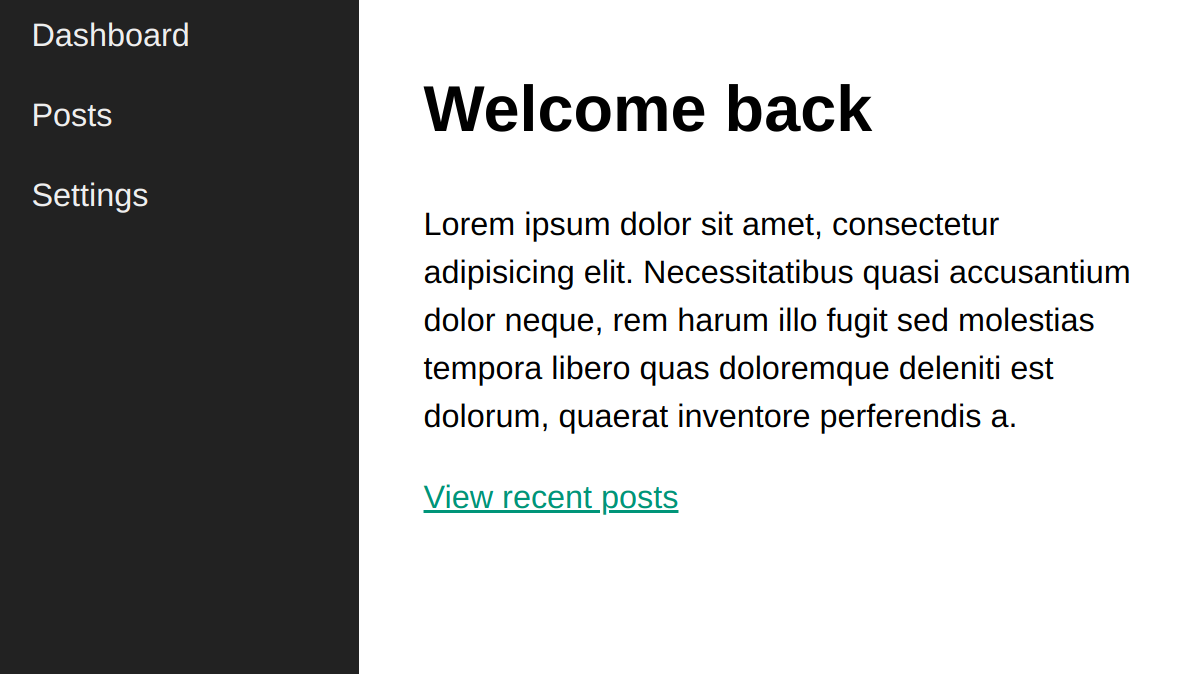 Dashboard
Posts
Settings
Welcome back
Lorem ipsum dolor sit amet, consectetur
adipisicing elit. Necessitatibus quasi accusantium
dolor neque, rem harum illo fugit sed molestias
tempora libero quas doloremque deleniti est
dolorum, quaerat inventore perferendis a.
View recent posts